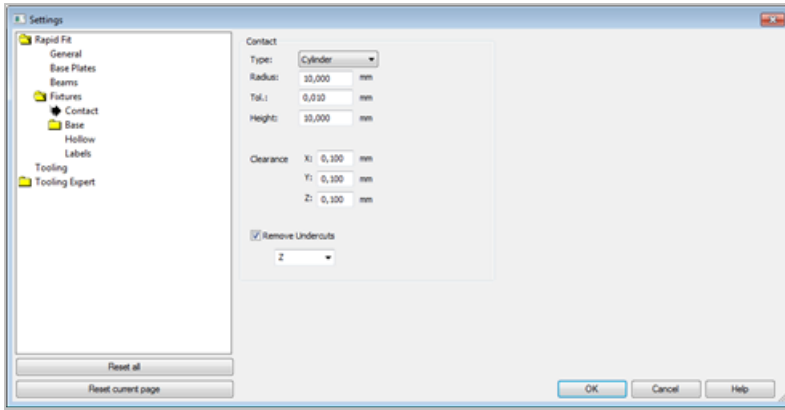 Settings
Rapid Fit
General
Base Plates
Beams
Fixtures
Contact
Base
Hollow
Labels
Tooling
Tooling Expert
Reset all
Reset current page
Contact
Type: Cylinder
Radius: 10,000 mm
Tol.: 0,010 mm
Height: 10,000 mm
Clearance X: 0,100 mm
Y: 0,100 mm
Z: 0,100 mm
Remove Undercuts
Z
OK Cancel Help